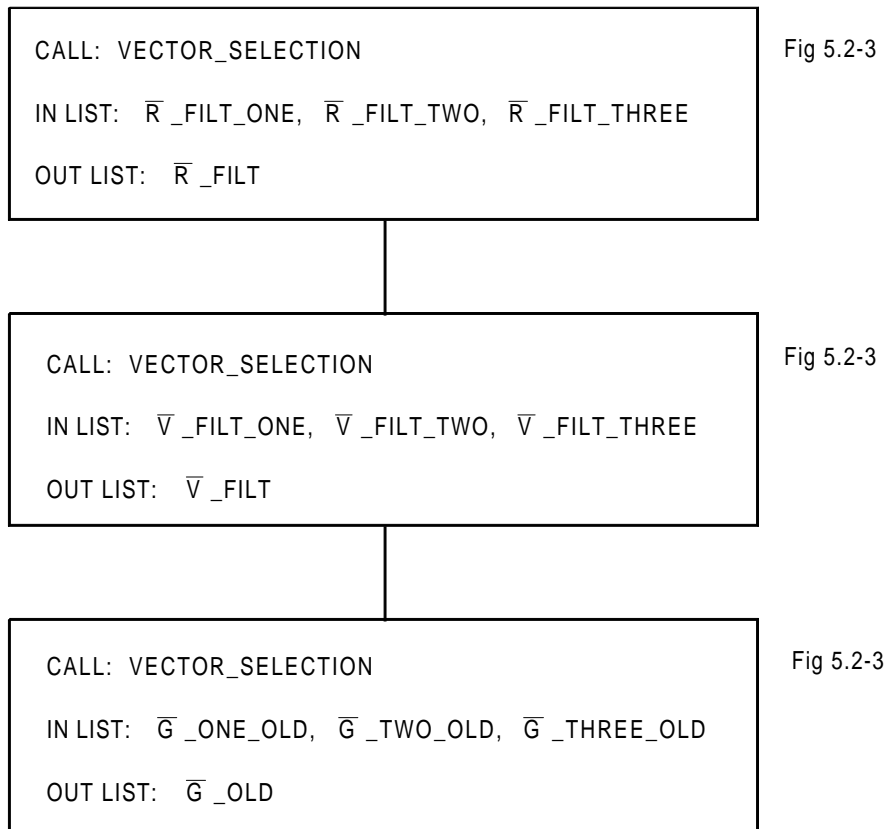 CALL: VECTOR_SELECTION
Fig 5.2-3
IN LIST: R̅ _FILT_ONE, R̅ _FILT_TWO, R̅ _FILT_THREE
OUT LIST: R̅ _FILT
CALL: VECTOR_SELECTION
Fig 5.2-3
IN LIST: V̅ _FILT_ONE, V̅ _FILT_TWO, V̅ _FILT_THREE
OUT LIST: V̅ _FILT
CALL: VECTOR_SELECTION
Fig 5.2-3
IN LIST: G̅ _ONE_OLD, G̅ _TWO_OLD, G̅ _THREE_OLD
OUT LIST: G̅ _OLD